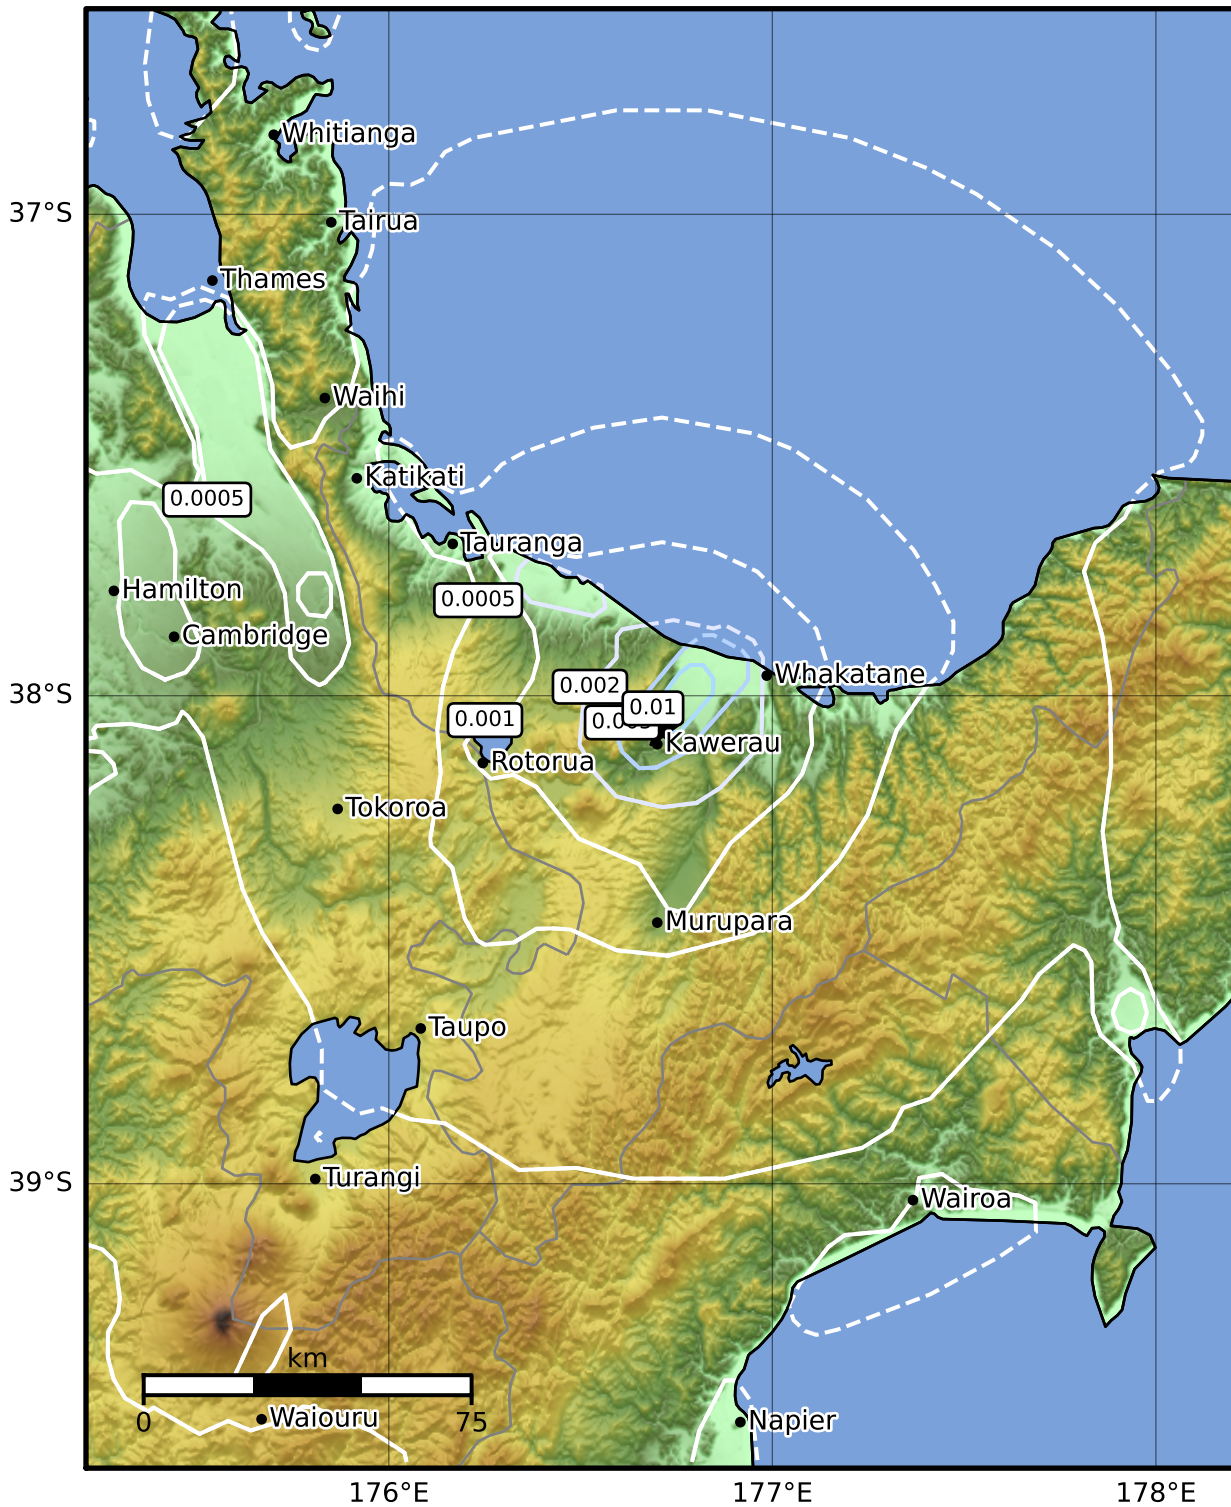 Whitianga
37°S
Tairua
Thames
Waihi
Katikati
0.0005
Tauranga
Hamilton
0.0005
Cambridge
Whakatane
38°S
0.002
0.01
0.001
Kawerau
Rotorua
Tokoroa
Murupara
Taupo
39°S
Turangi
Wairoa
km
0
75
Waiouru
Napier
176°E
177°E
178°E